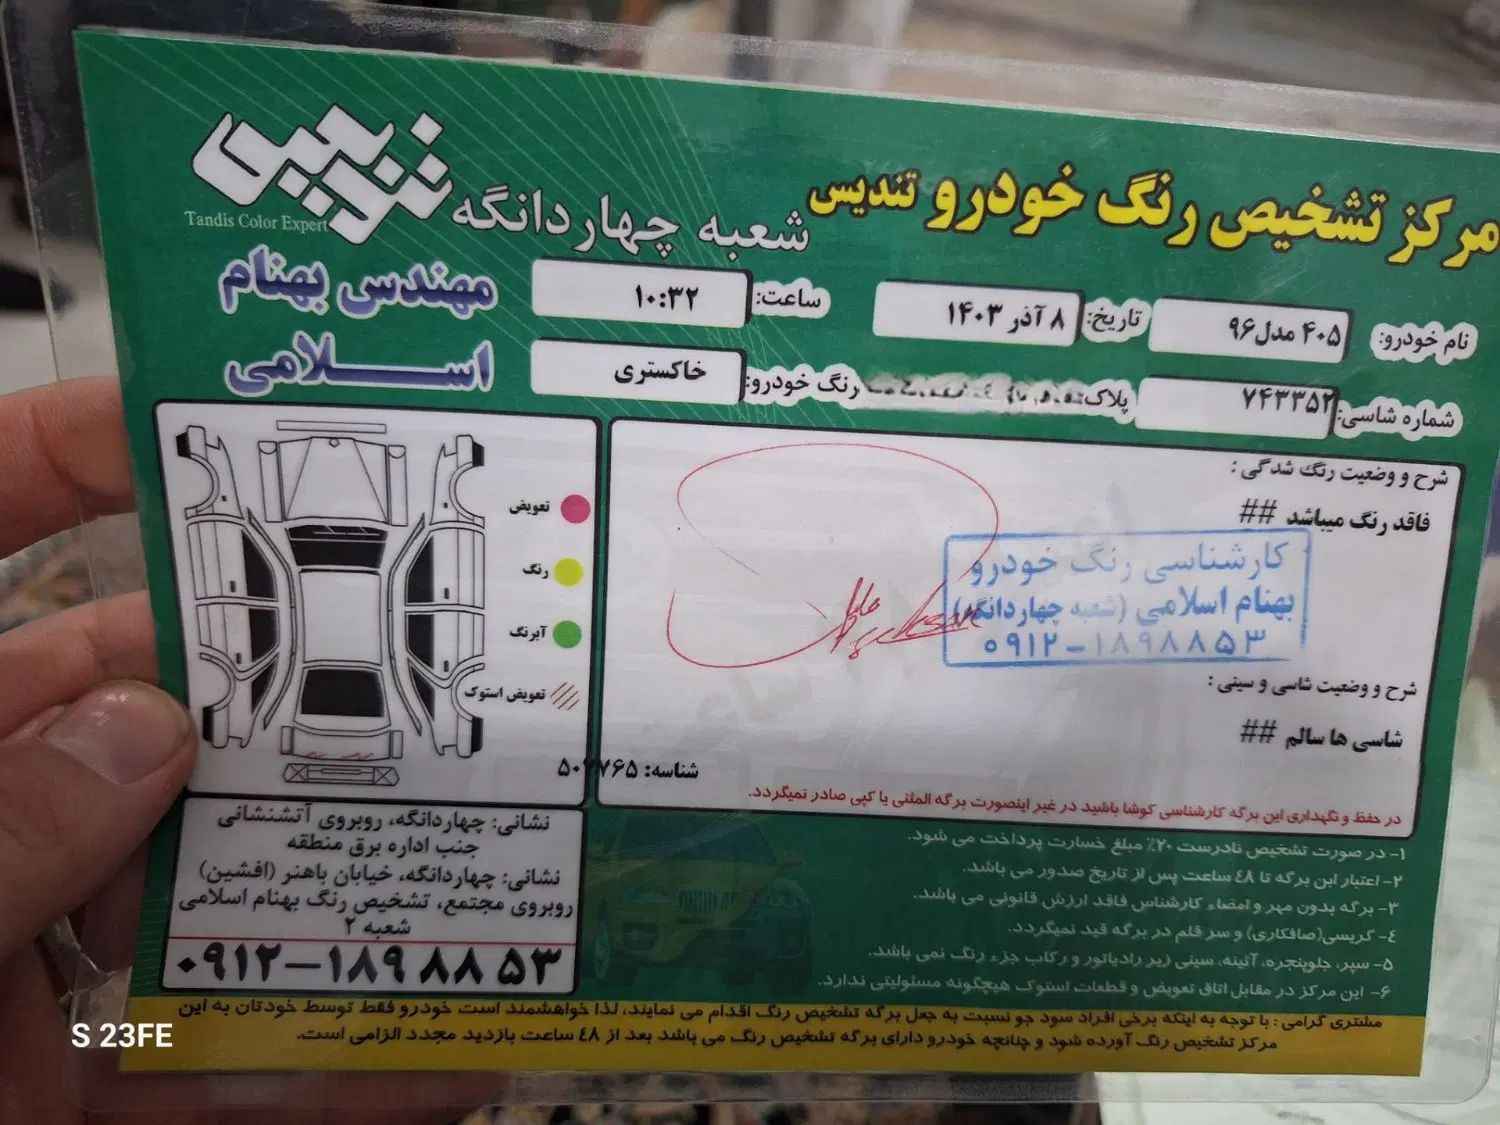 مرکز تشخیص رنگ خودرو تندیس
شعبه چهاردانگه
تندیس
Tandis Color Expert
مهندس بهنام
اسلامی
نام خودرو: ۴۰۵ مدل۹۶
تاریخ: ۸ آذر ۱۴۰۳
ساعت: ۱۰:۳۲
شماره شاسی: ۷۴۳۳۵۲
پلاک:
رنگ خودرو: خاکستری
شرح و وضعیت رنگ شدگی :
فاقد رنگ میباشد ##
کارشناسی رنگ خودرو
بهنام اسلامی (شعبه چهاردانگه)
۰۹۱۲-۱۸۹۸۸۵۳
شرح و وضعیت شاسی و سینی :
شاسی ها سالم ##
تعویض
رنگ
آبرنگ
تعویض استوک
شناسه:
در حفظ و نگهداری این برگه کارشناسی کوشا باشید در غیر اینصورت برگه المثنی یا کپی صادر نمیگردد.
۱- در صورت تشخیص نادرست ۲۰٪ مبلغ خسارت پرداخت می شود.
۲- اعتبار این برگه تا ٤٨ ساعت پس از تاریخ صدور می باشد.
۳- برگه بدون مهر و امضاء کارشناس فاقد ارزش قانونی می باشد.
٤- گریسی(صافکاری) و سر قلم در برگه قید نمیگردد.
۵- سپر، جلوپنجره، آئینه، سینی زیر رادیاتور و رکاب جزء رنگ نمی باشد.
۶- این مرکز در مقابل اتاق تعویض و قطعات استوک هیچگونه مسئولیتی ندارد.
نشانی: چهاردانگه، روبروی آتشنشانی
جنب اداره برق منطقه
نشانی: چهاردانگه، خیابان باهنر (افشین)
روبروی مجتمع، تشخیص رنگ بهنام اسلامی
شعبه ۲
۰۹۱۲-۱۸۹ ۸۸ ۵۳
مشتری گرامی : با توجه به اینکه برخی افراد سود جو نسبت به جعل برگه تشخیص رنگ اقدام می نمایند، لذا خواهشمند است خودرو فقط توسط خودتان به این
مرکز تشخیص رنگ آورده شود و چنانچه خودرو دارای برگه تشخیص رنگ می باشد بعد از ٤٨ ساعت بازدید مجدد الزامی است.
S 23FE